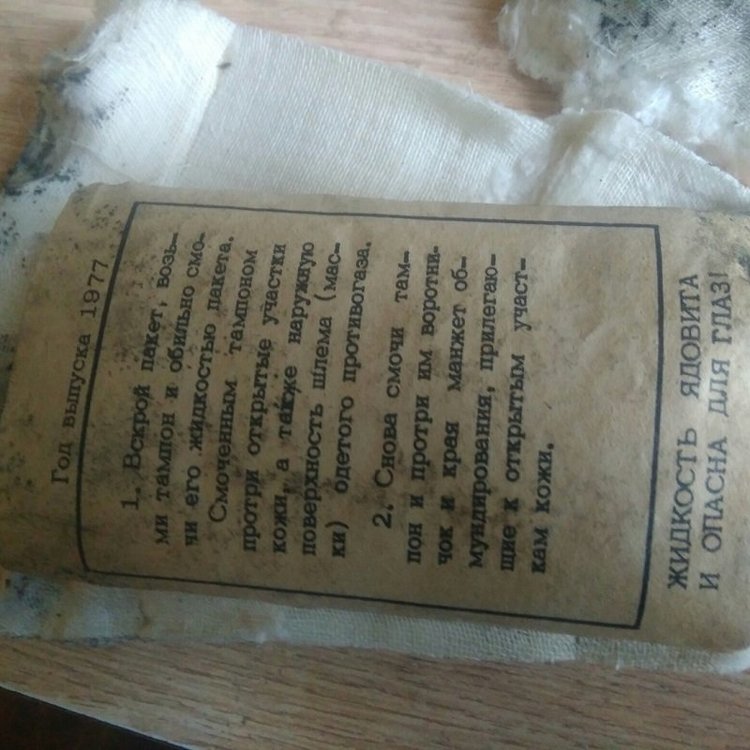 Год выпуска 1977
1. Вскрой пакет, возь-
ми тампон и обильно смо-
чи его жидкостью пакета.
Смоченным тампоном
протри открытые участки
кожи, а также наружную
поверхность шлема (мас-
ки) одетого противогаза.
2. Снова смочи там-
пон и протри им воротни-
чок и края манжет об-
мундирования, прилегаю-
щие к открытым участ-
кам кожи.
ЖИДКОСТЬ ЯДОВИТА
И ОПАСНА ДЛЯ ГЛАЗ!